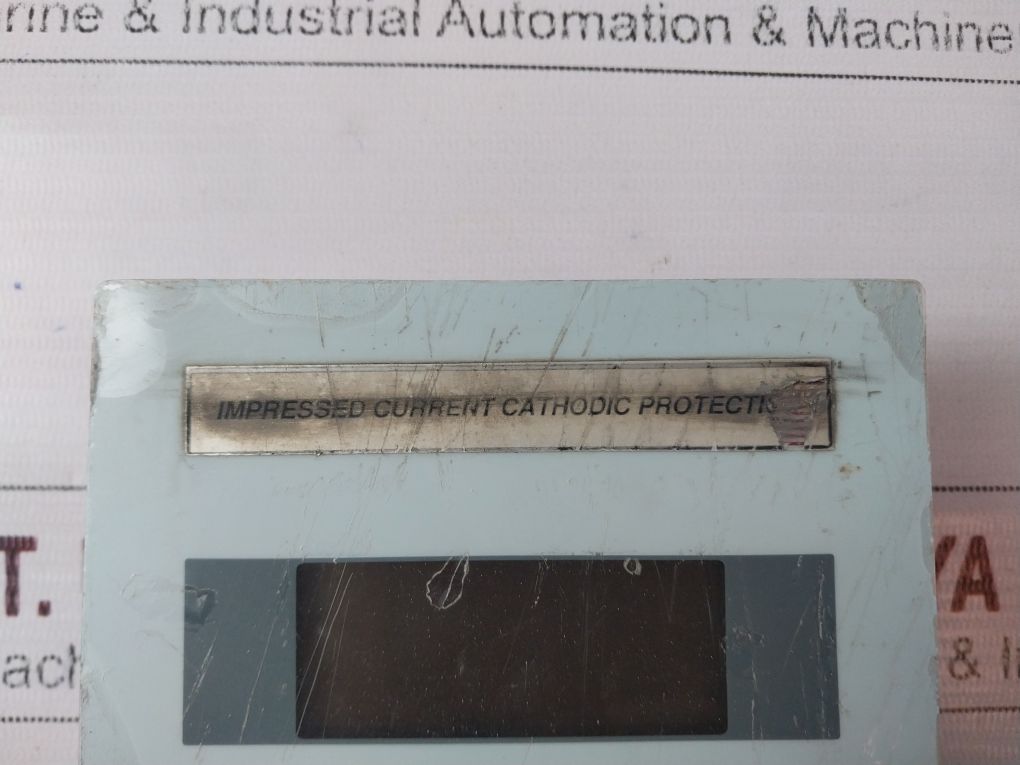 rine & Industrial Automation & Machine
IMPRESSED CURRENT CATHODIC PROTECTI
T. YA
ach & I